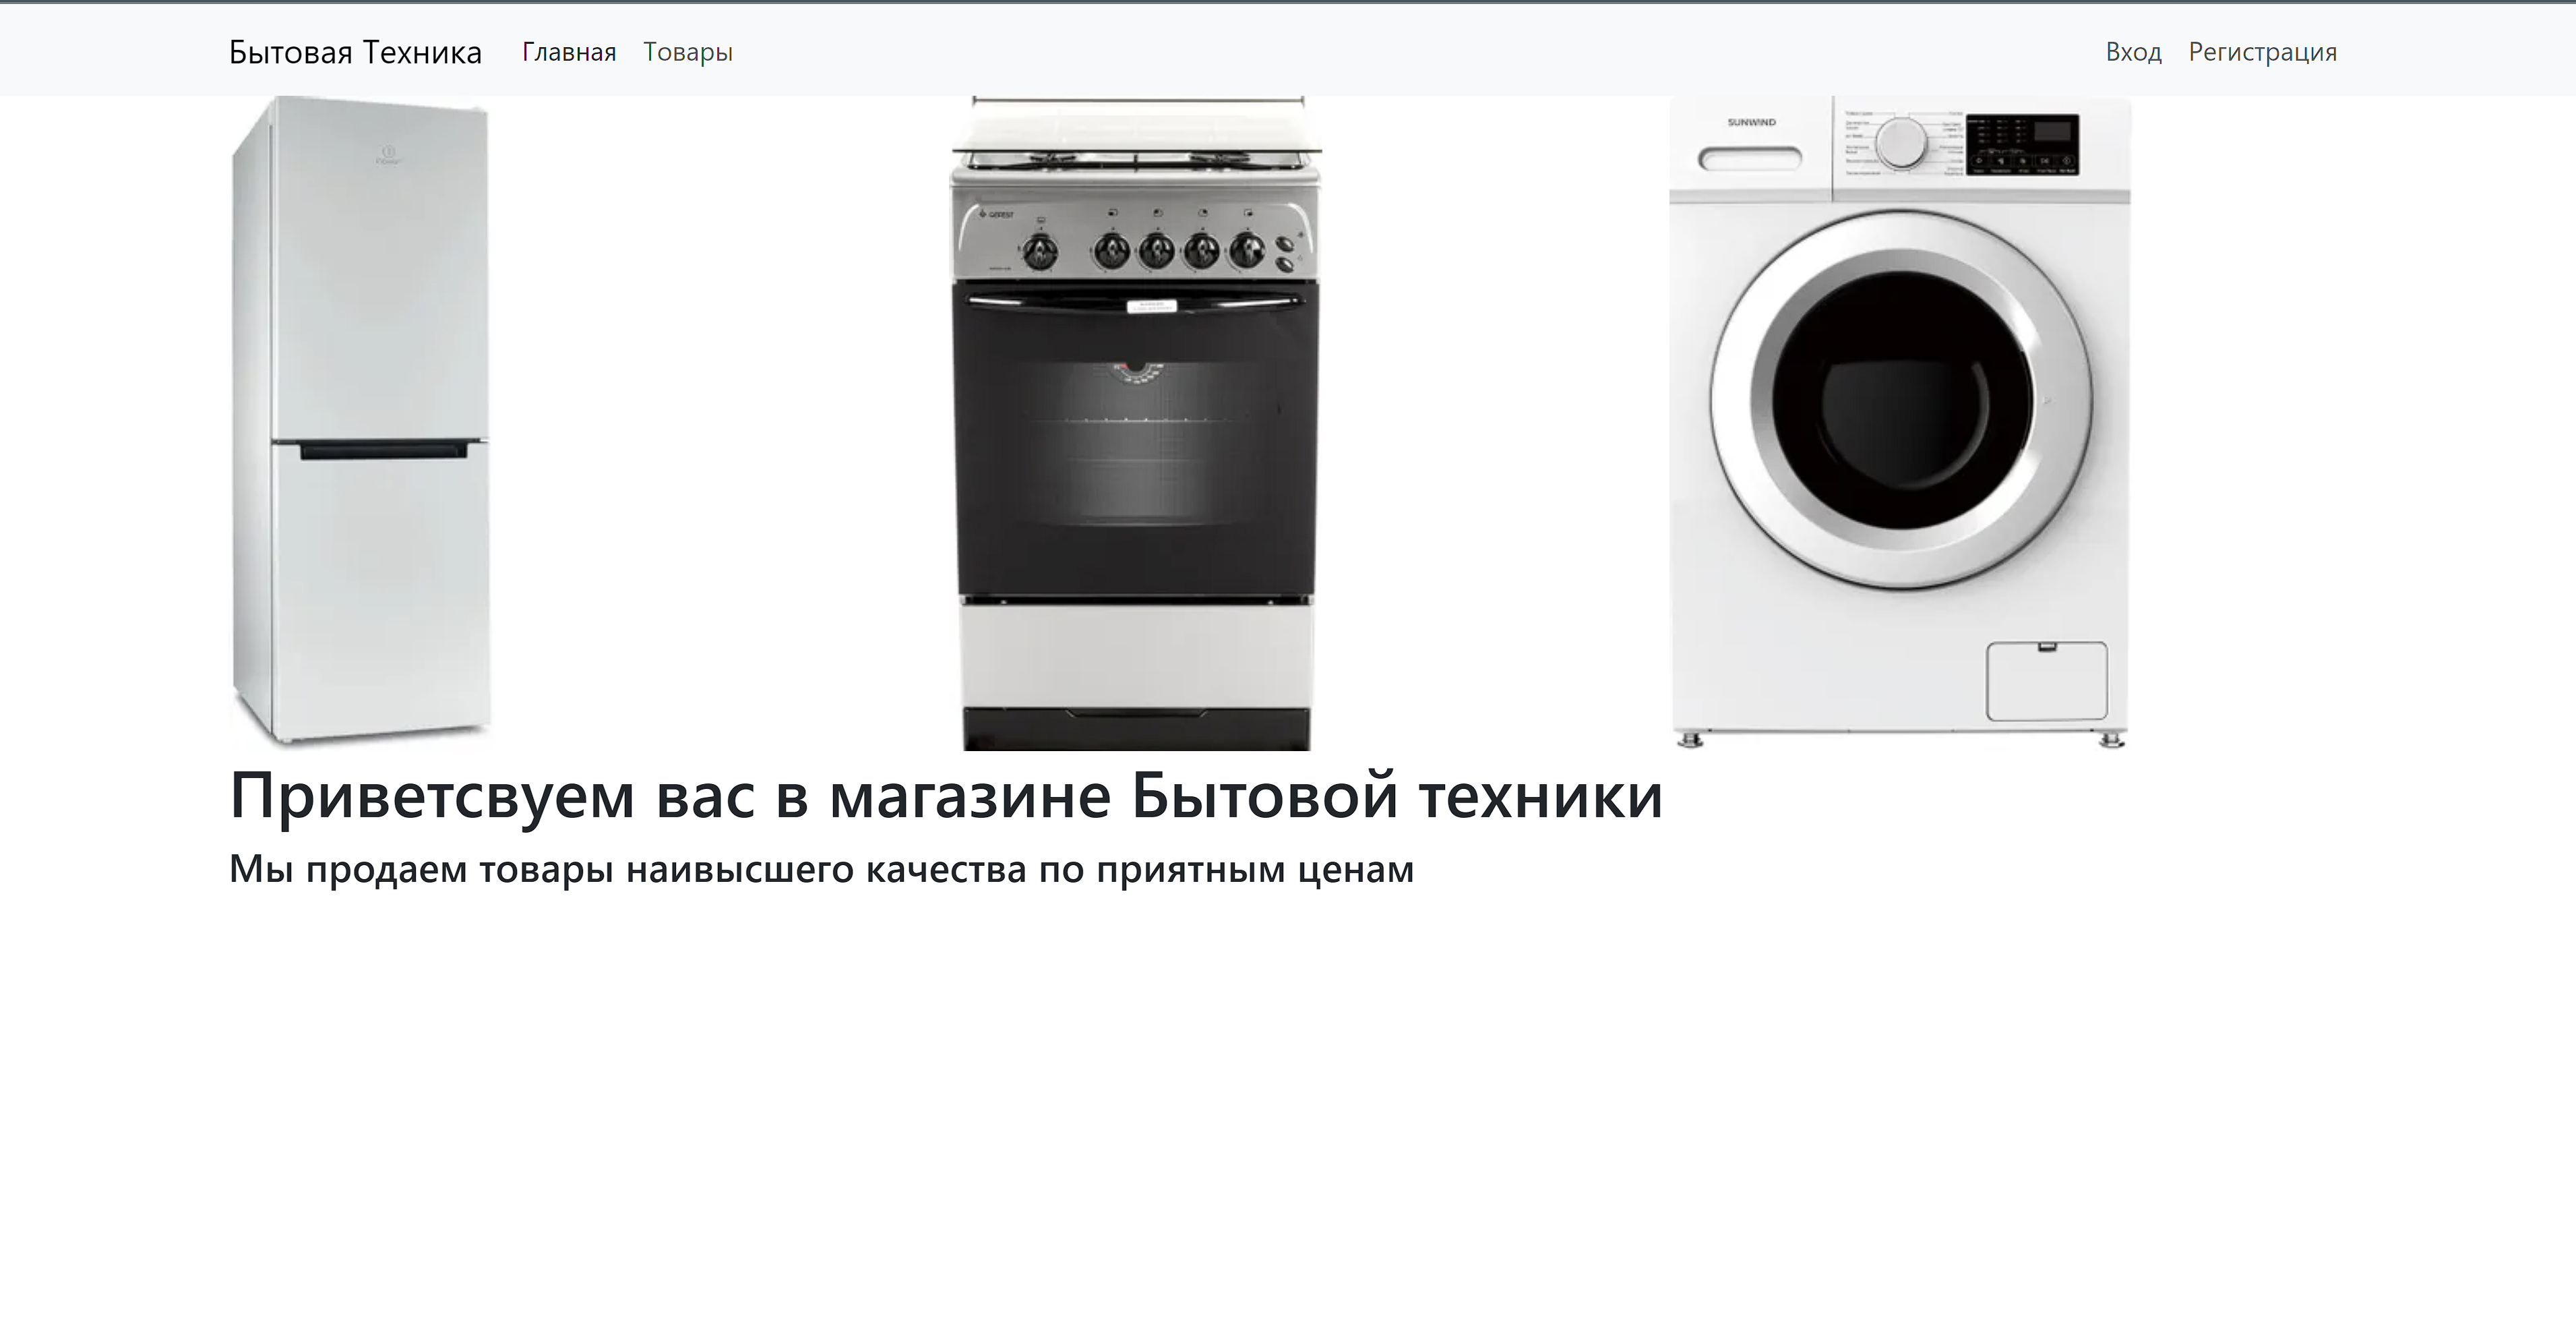 Бытовая Техника Главная Товары Вход Регистрация
SUNWIND
GEFEST
Приветсвуем вас в магазине Бытовой техники
Мы продаем товары наивысшего качества по приятным ценам